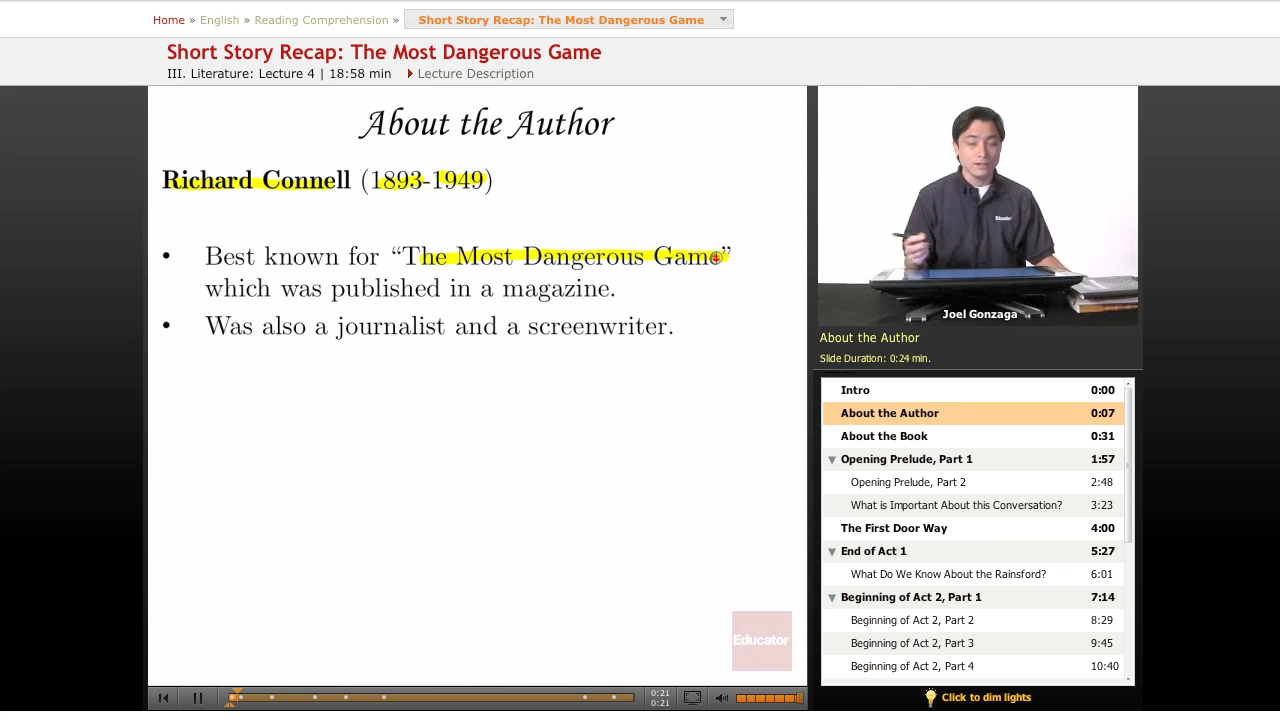 Home » English » Reading Comprehension » Short Story Recap: The Most Dangerous Game
Short Story Recap: The Most Dangerous Game
III. Literature: Lecture 4 | 18:58 min Lecture Description
About the Author
Richard Connell (1893-1949)
• Best known for “The Most Dangerous Game”
which was published in a magazine.
• Was also a journalist and a screenwriter.
Educator
0:21
0:21
Educator
Joel Gonzaga
About the Author
Slide Duration: 0:24 min.
Intro 0:00
About the Author 0:07
About the Book 0:31
Opening Prelude, Part 1 1:57
Opening Prelude, Part 2 2:48
What is Important About this Conversation? 3:23
The First Door Way 4:00
End of Act 1 5:27
What Do We Know About the Rainsford? 6:01
Beginning of Act 2, Part 1 7:14
Beginning of Act 2, Part 2 8:29
Beginning of Act 2, Part 3 9:45
Beginning of Act 2, Part 4 10:40
Click to dim lights